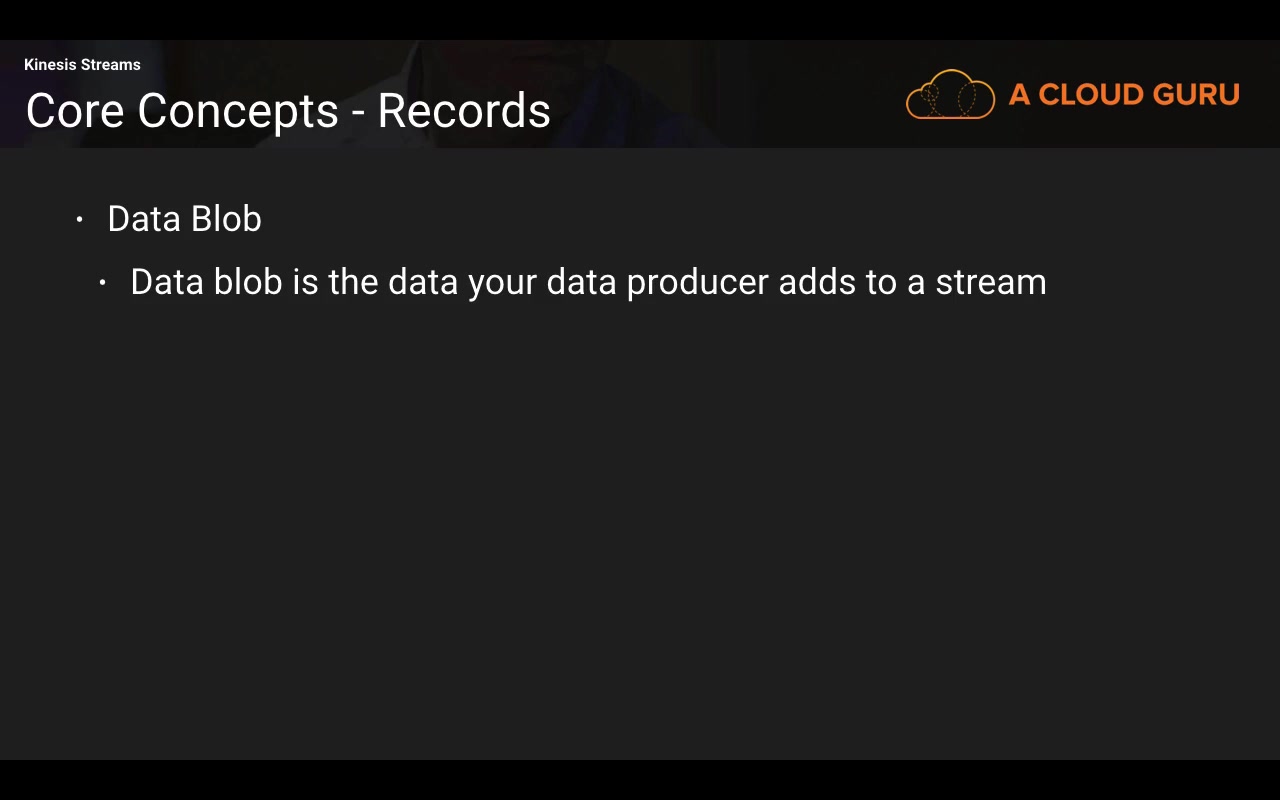 Kinesis Streams
Core Concepts - Records
A CLOUD GURU
• Data Blob
• Data blob is the data your data producer adds to a stream